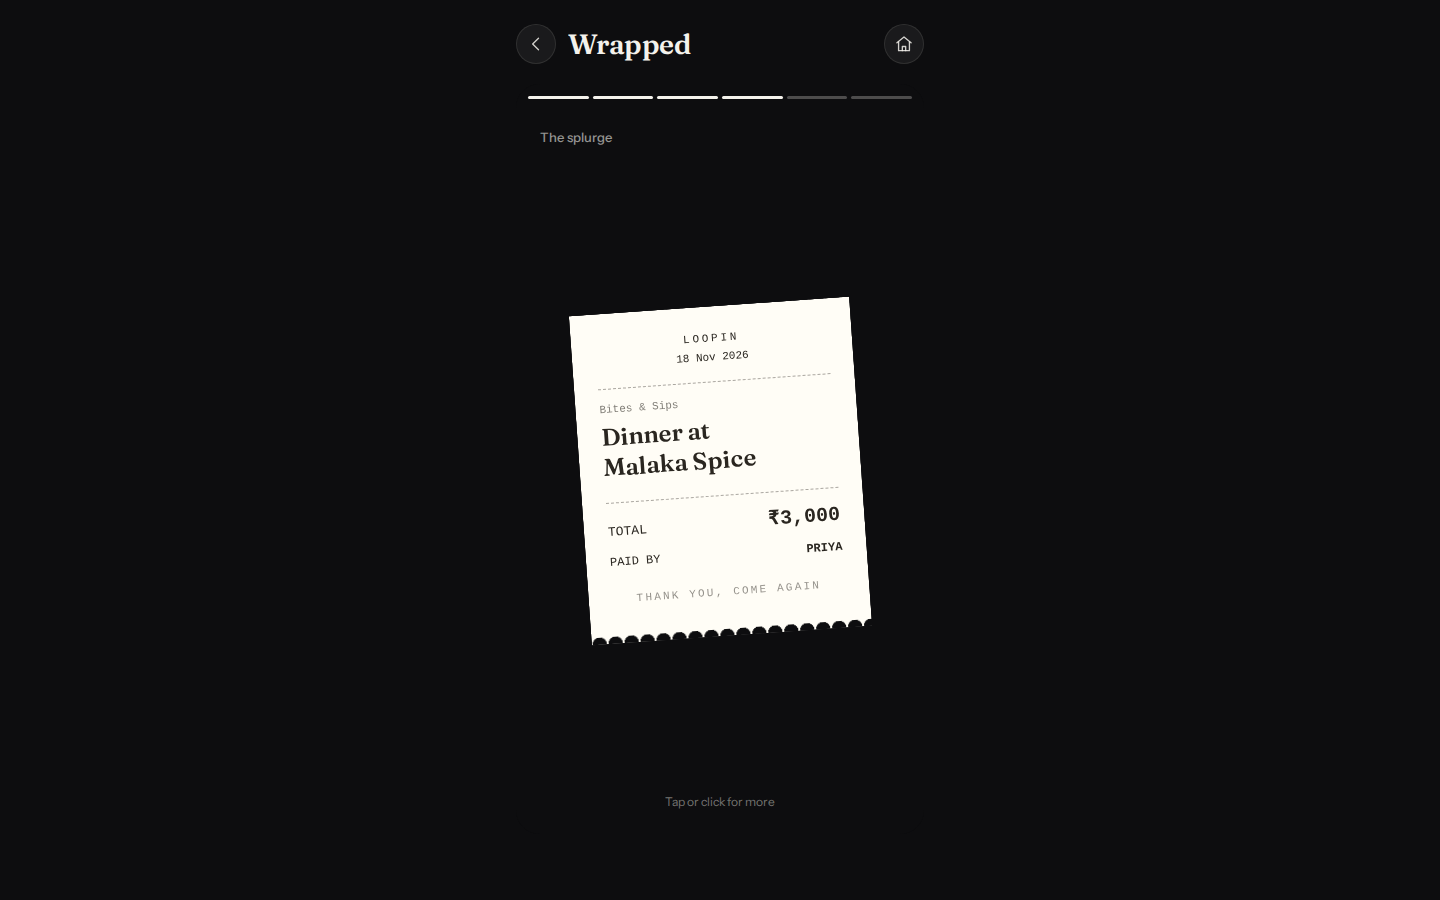 Wrapped
The splurge
LOOPIN
18 Nov 2026
Bites & Sips
Dinner at
Malaka Spice
TOTAL ₹3,000
PAID BY PRIYA
THANK YOU, COME AGAIN
Tap or click for more